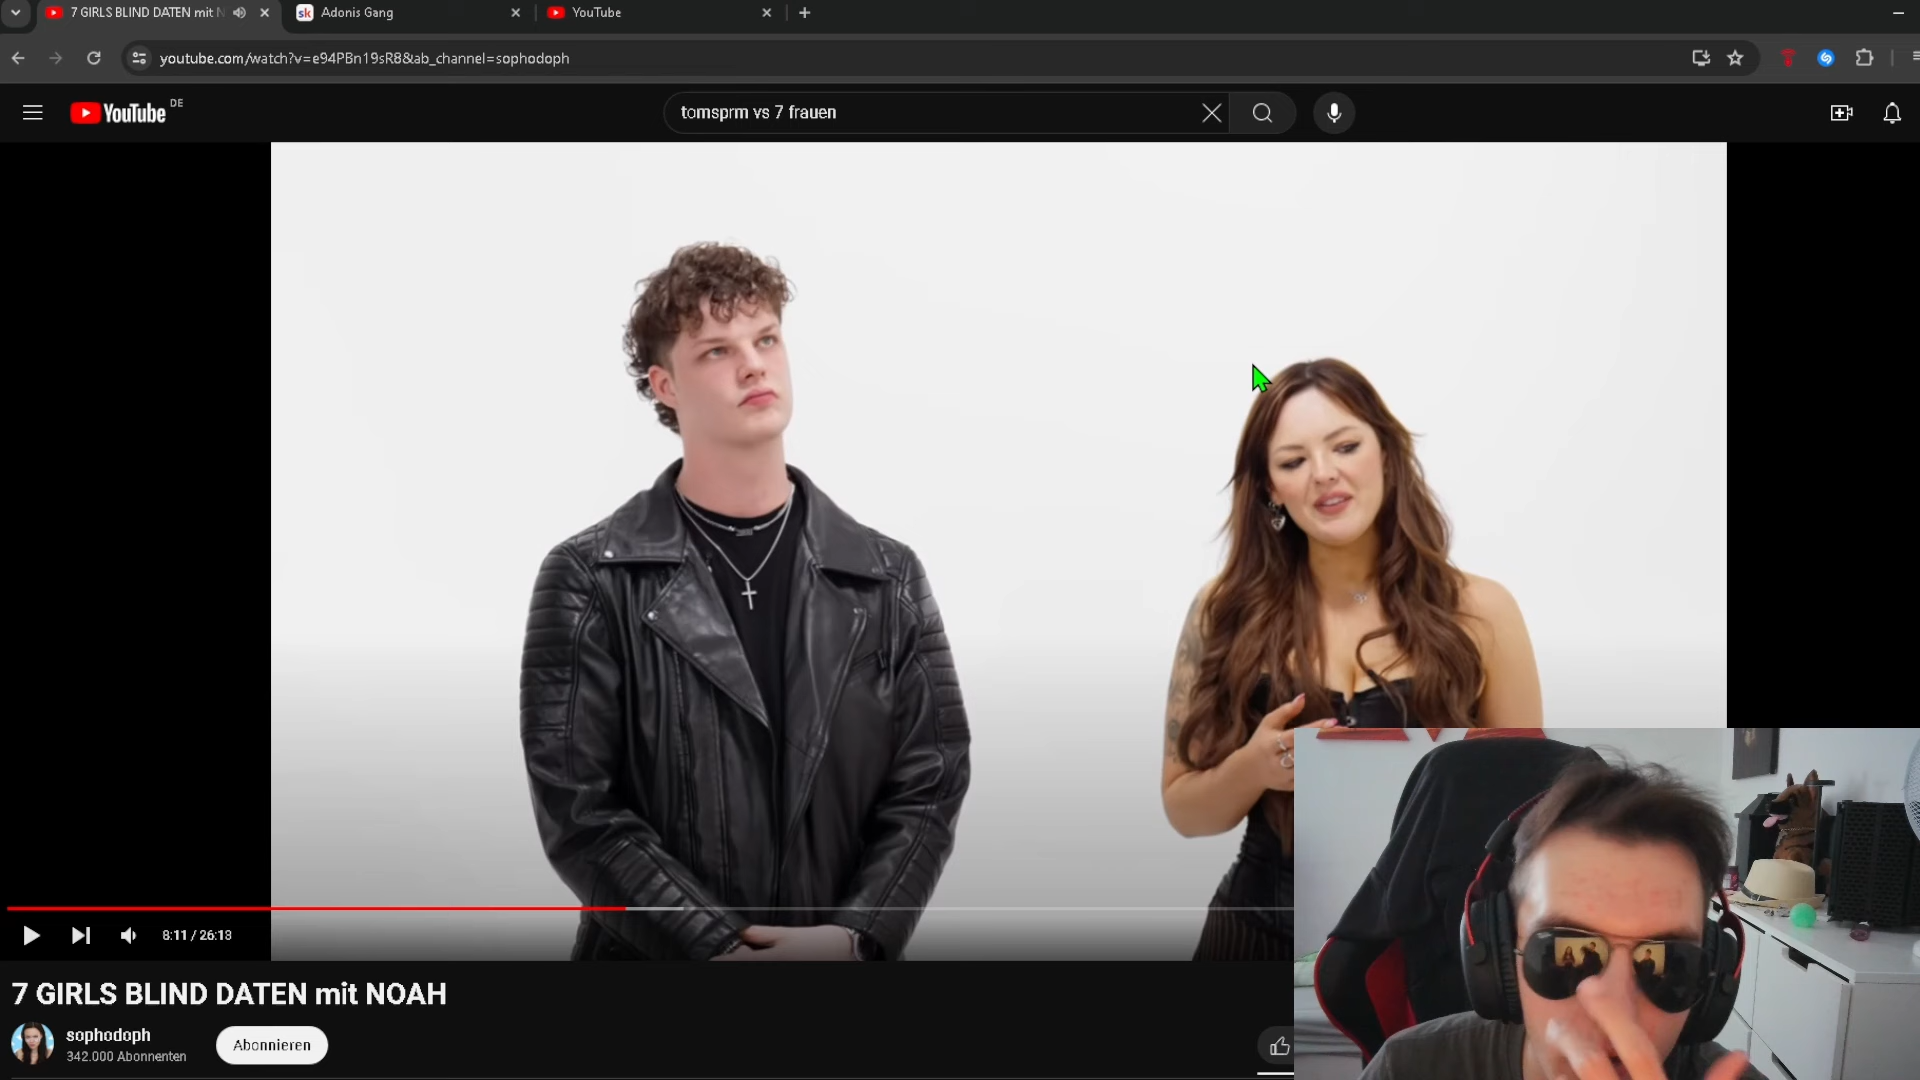 7 GIRLS BLIND DATEN mit N
Adonis Gang
YouTube
youtube.com/watch?v=e94PBn19sR8&ab_channel=sophodoph
YouTube DE
tomsprm vs 7 frauen
8:11 / 26:13
7 GIRLS BLIND DATEN mit NOAH
sophodoph
342.000 Abonnenten
Abonnieren